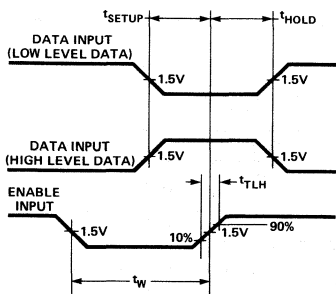 tSETUP
tHOLD
DATA INPUT
(LOW LEVEL DATA)
1.5V
1.5V
DATA INPUT
(HIGH LEVEL DATA)
1.5V
1.5V
tTLH
ENABLE
INPUT
1.5V
10%
1.5V
90%
tW